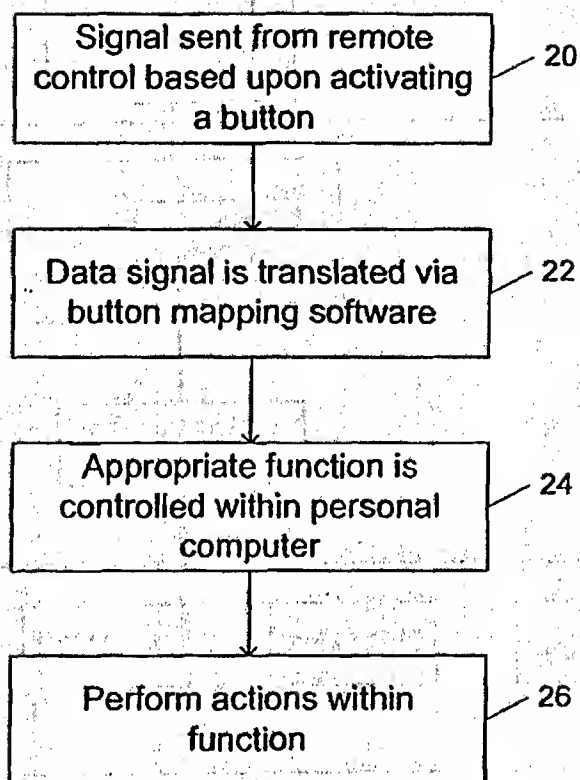 Signal sent from remote
control based upon activating
a button
20
Data signal is translated via
button mapping software
22
Appropriate function is
controlled within personal
computer
24
Perform actions within
function
26